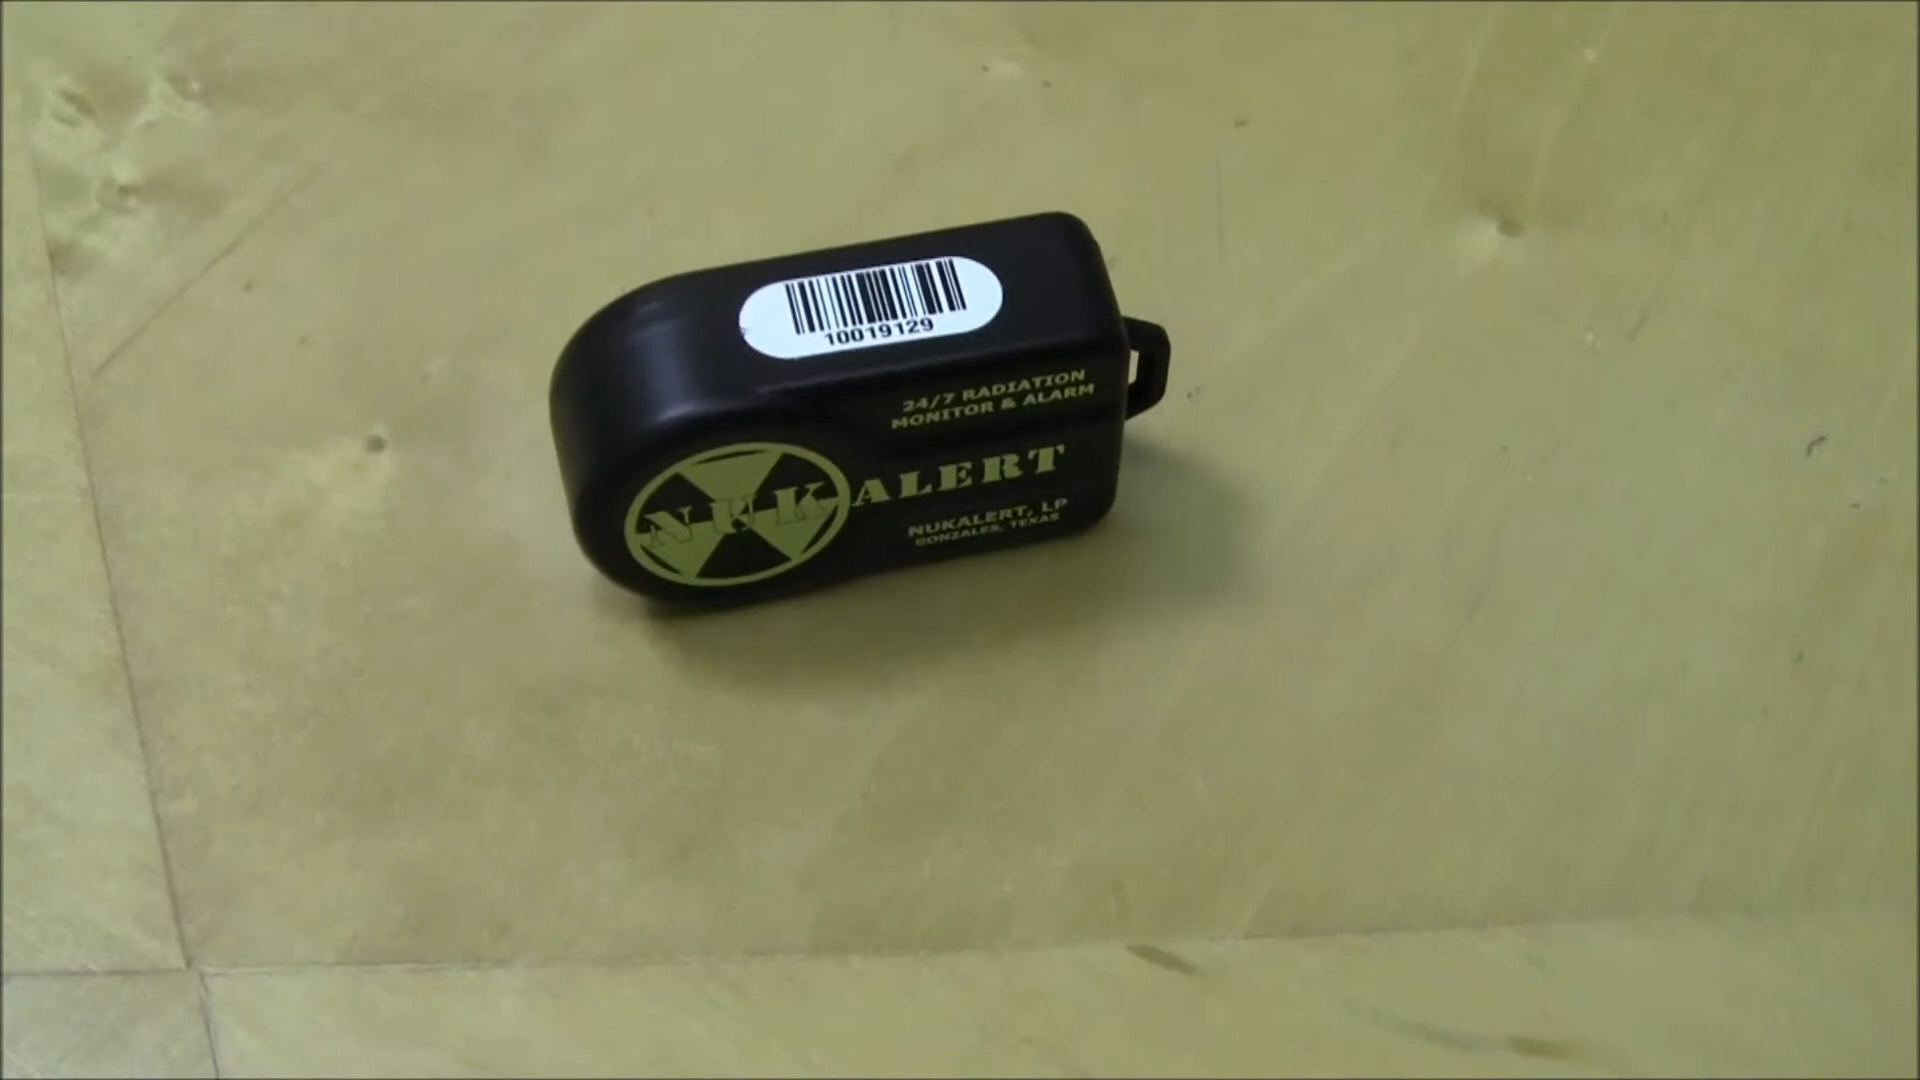 10019129
24/7 RADIATION
MONITOR & ALARM
NUKALERT
NUKALERT, LP
GONZALES, TEXAS